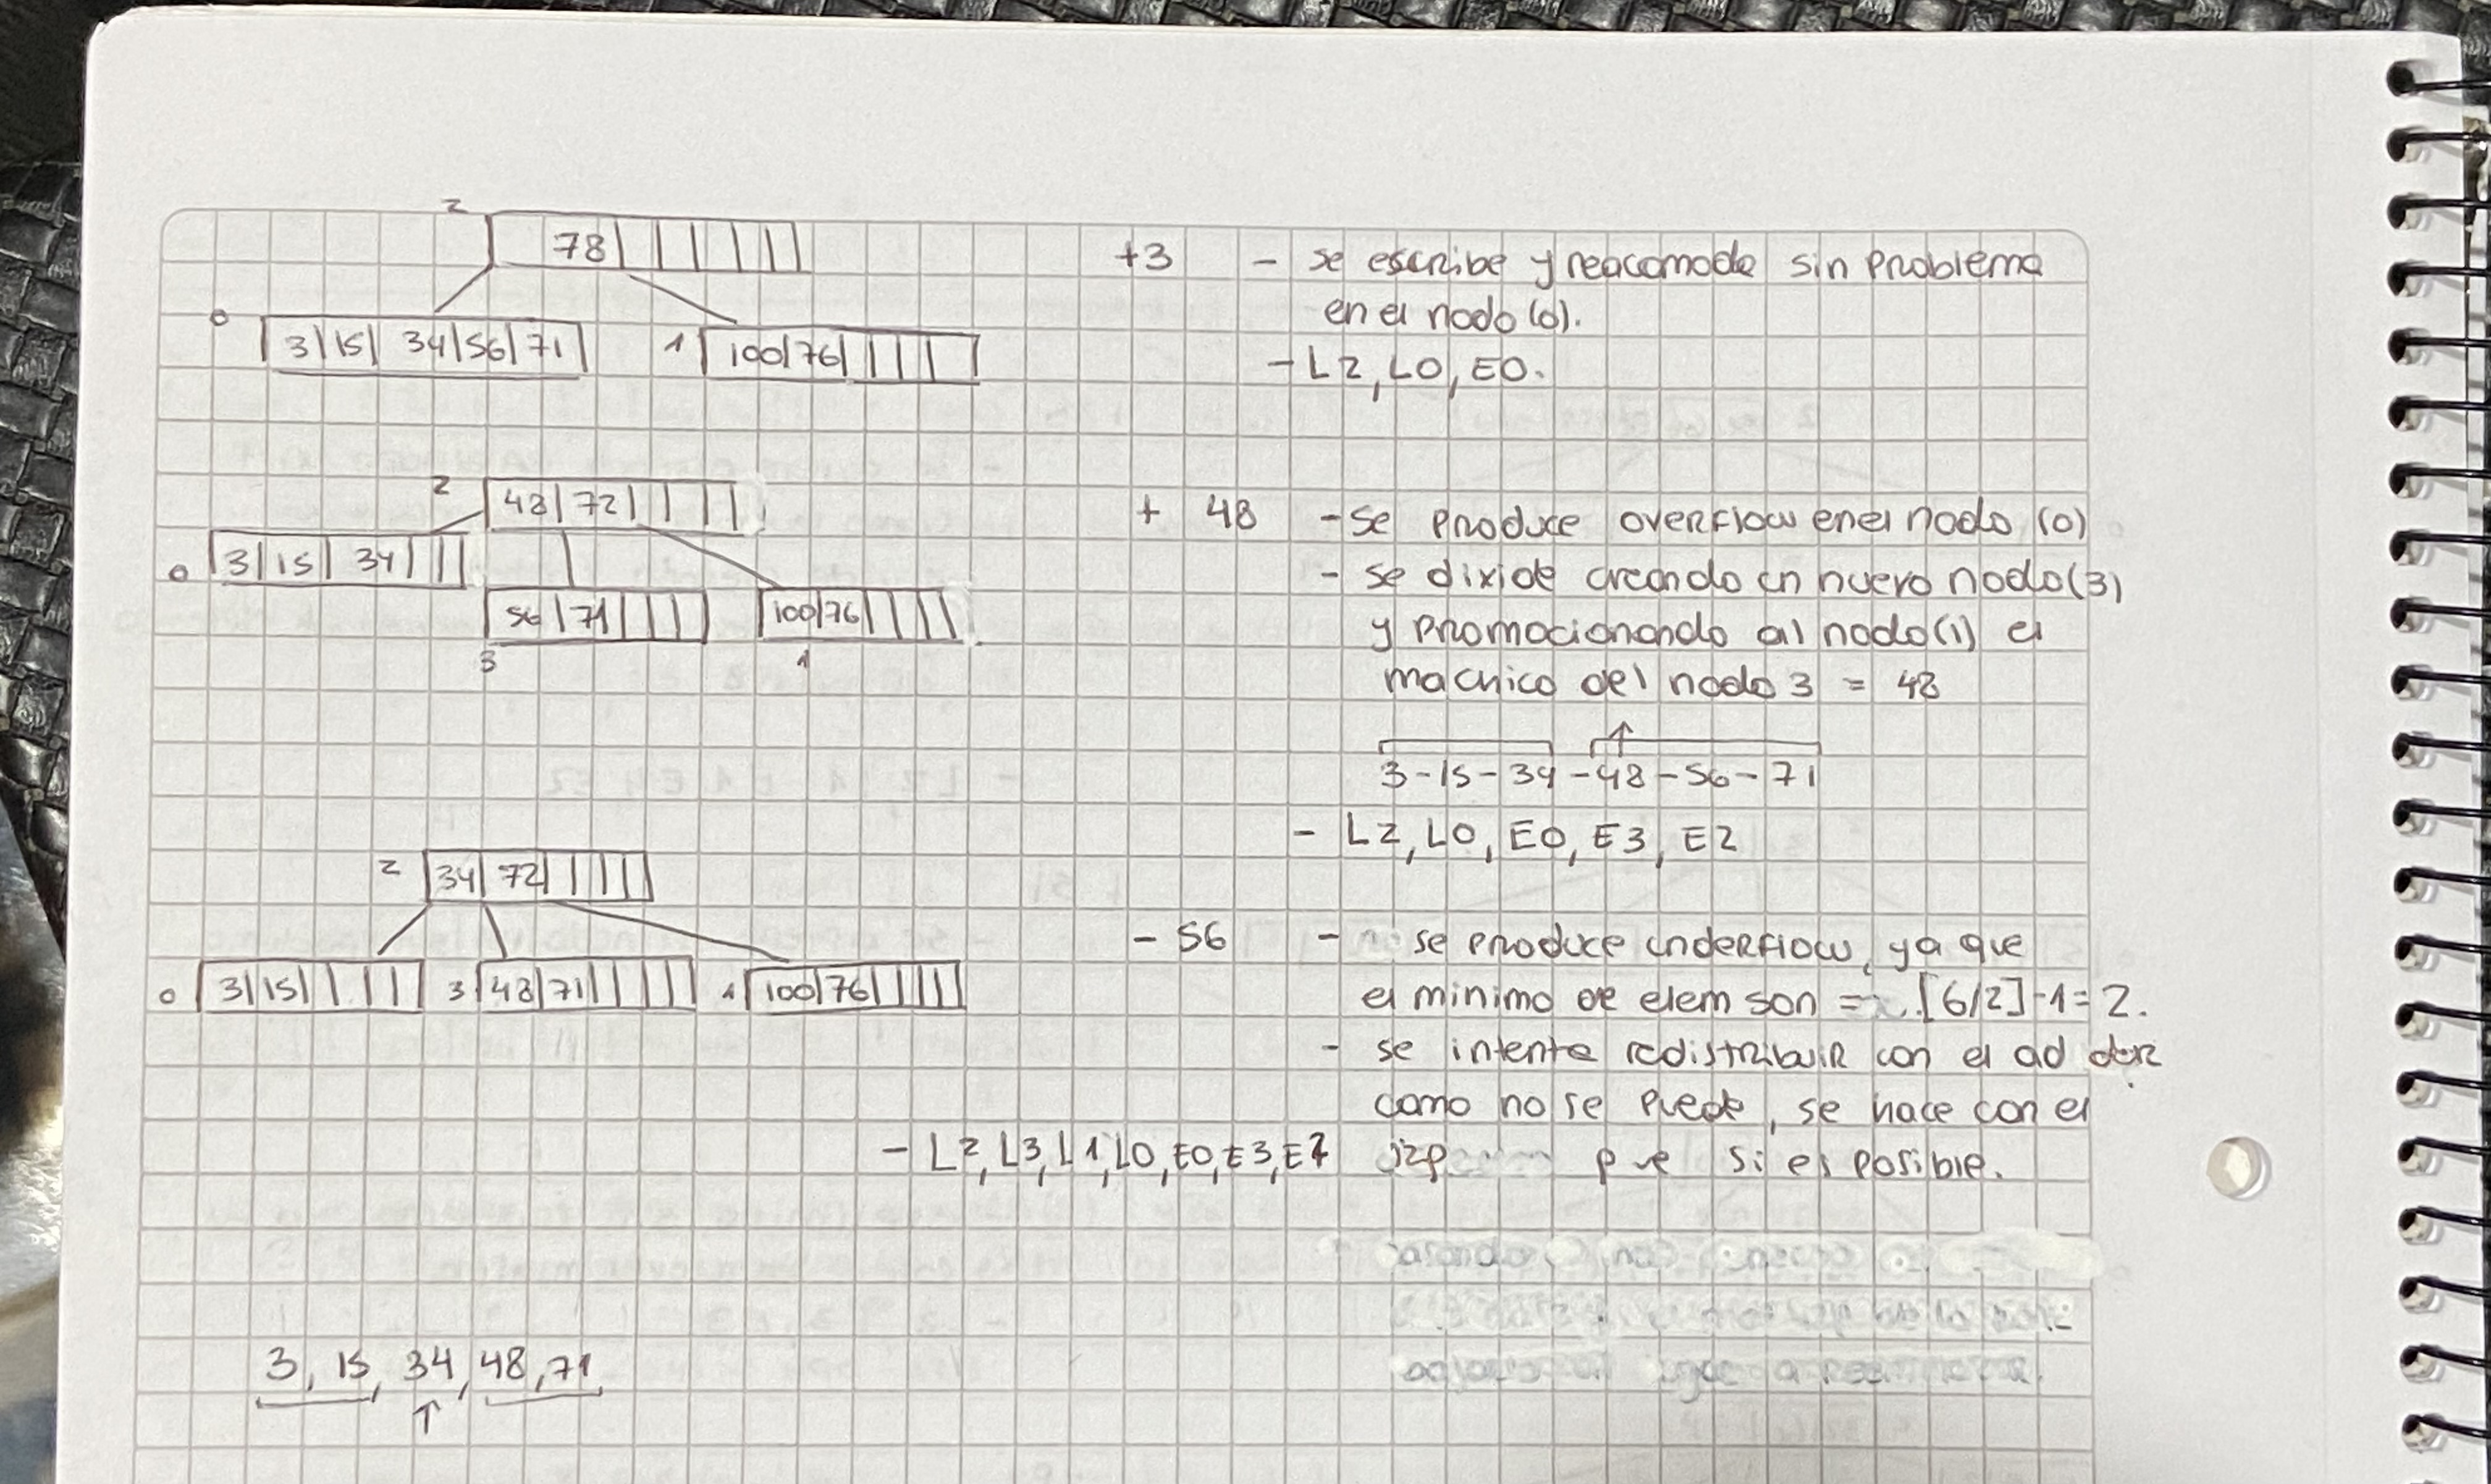 2
78
+3 - se escribe y reacomoda sin problema
en el nodo (0).
0 3|15| 34|56|71 1 100|76
- L2, L0, E0.
2 48|72
+ 48 - se produce overflow en el nodo (0)
0 3|15| 34
- se divide creando un nuevo nodo(3)
56|71 100|76
y promocionando al nodo(1) el
3 1
machico del nodo 3 = 48
3-15-34-48-56-71
- L2, L0, E0, E3, E2
2 34|72
- 56 - se produce underflow, ya que
0 3|15 3 48|71 1 100|76
el minimo de elem son = [6/2]-1=2.
- se intenta redistribuir con el ad der
como no se puede, se hace con el
- L2, L3, L1, L0, E0, E3, izq que si es posible.
3, 15, 34, 48, 71